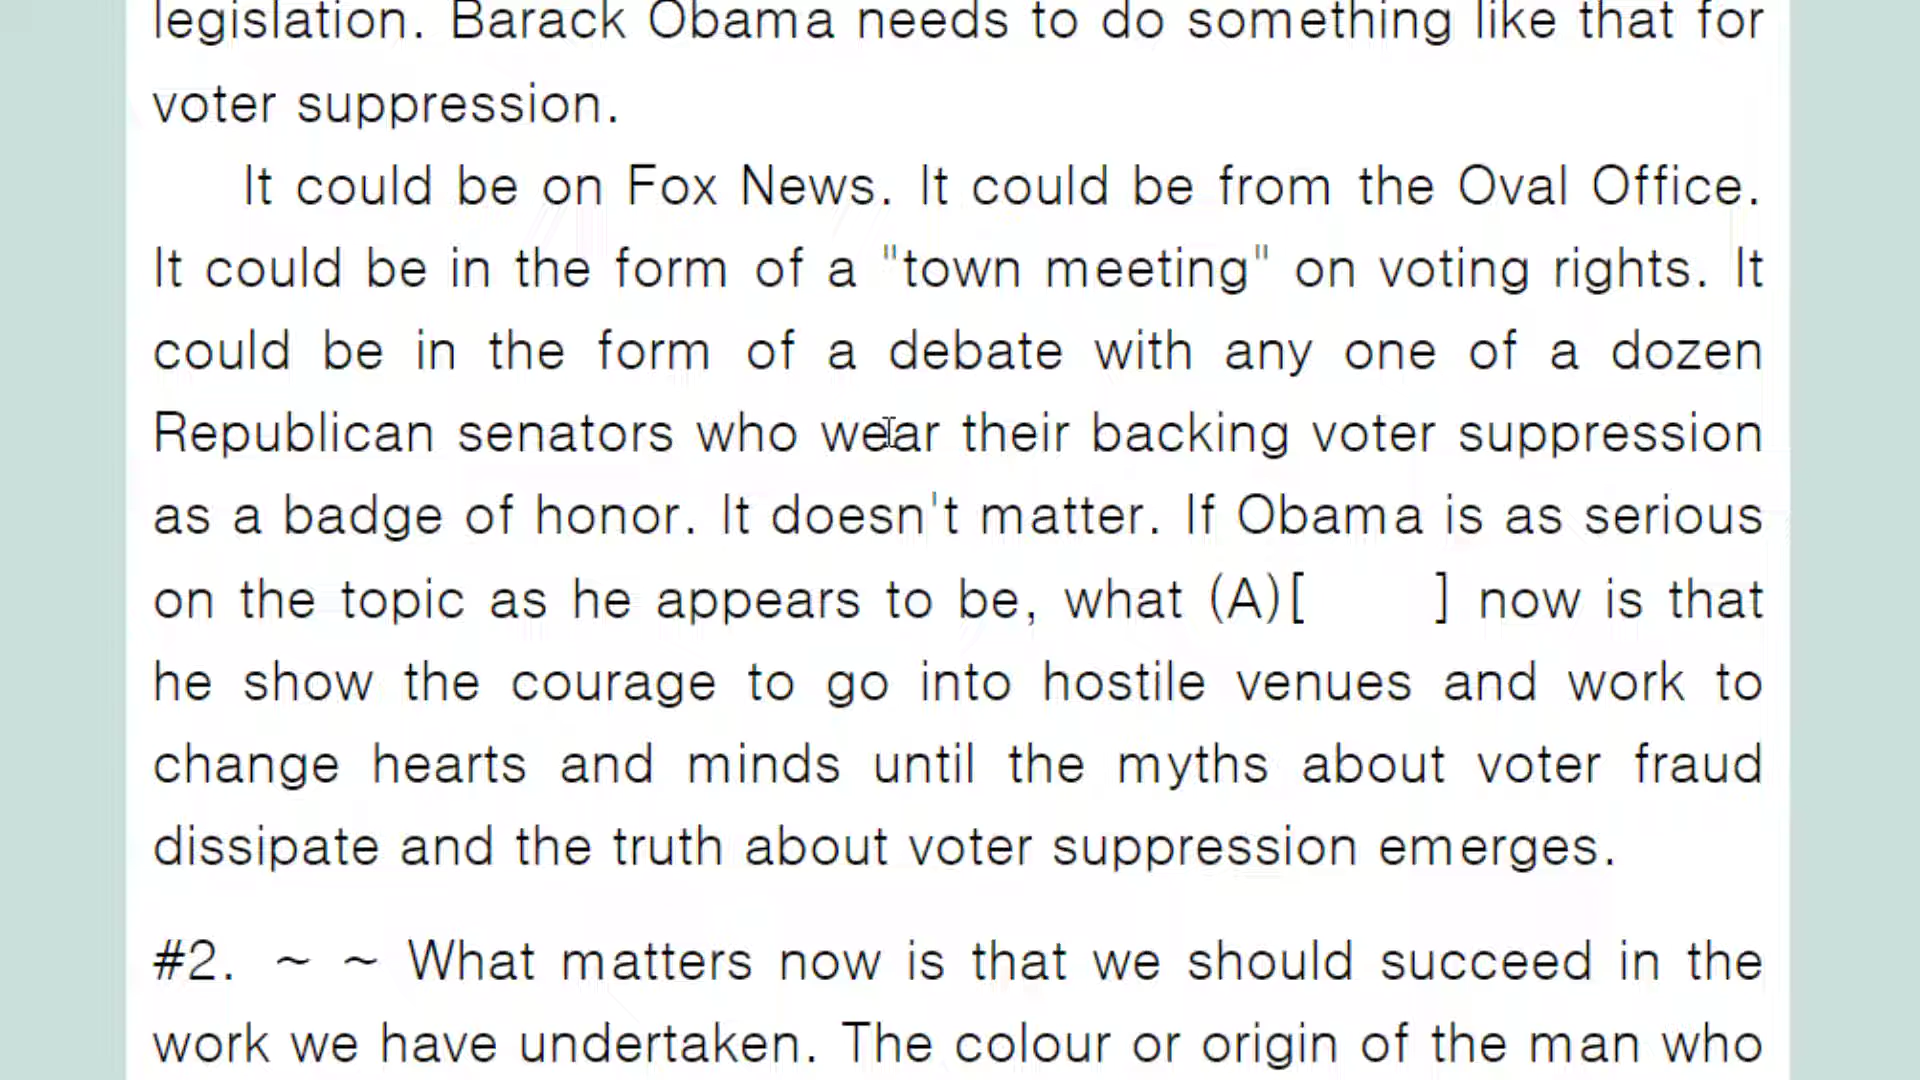 legislation. Barack Obama needs to do something like that for
voter suppression.
It could be on Fox News. It could be from the Oval Office.
It could be in the form of a "town meeting" on voting rights. It
could be in the form of a debate with any one of a dozen
Republican senators who wear their backing voter suppression
as a badge of honor. It doesn't matter. If Obama is as serious
on the topic as he appears to be, what (A)[ ] now is that
he show the courage to go into hostile venues and work to
change hearts and minds until the myths about voter fraud
dissipate and the truth about voter suppression emerges.
#2. ~ ~ What matters now is that we should succeed in the
work we have undertaken. The colour or origin of the man who